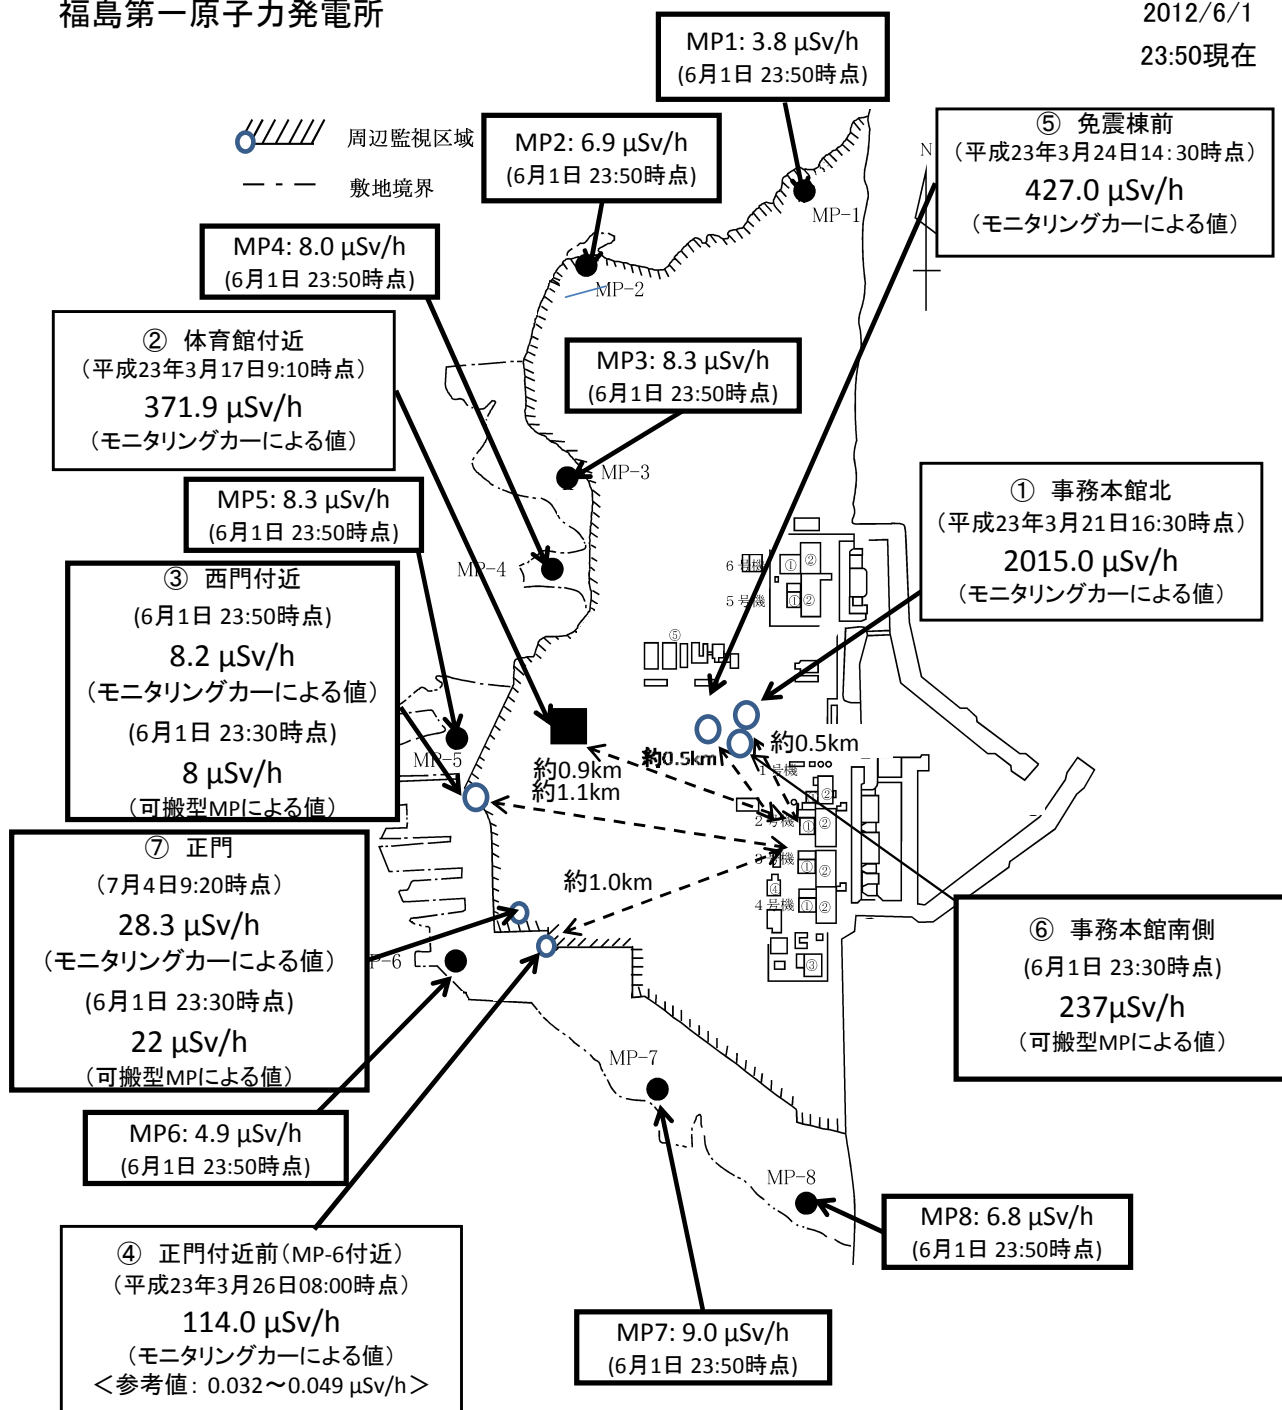 福島第一原子力発電所
2012/6/1
23:50現在
MP1: 3.8 μSv/h
(6月1日 23:50時点)
周辺監視区域
敷地境界
MP2: 6.9 μSv/h
(6月1日 23:50時点)
⑤ 免震棟前
(平成23年3月24日14:30時点)
427.0 μSv/h
(モニタリングカーによる値)
N
MP-1
MP4: 8.0 μSv/h
(6月1日 23:50時点)
MP-2
② 体育館付近
(平成23年3月17日9:10時点)
371.9 μSv/h
(モニタリングカーによる値)
MP3: 8.3 μSv/h
(6月1日 23:50時点)
MP-3
MP5: 8.3 μSv/h
(6月1日 23:50時点)
① 事務本館北
(平成23年3月21日16:30時点)
2015.0 μSv/h
(モニタリングカーによる値)
MP-4
6号機
①
②
5号機
①
②
③ 西門付近
(6月1日 23:50時点)
8.2 μSv/h
(モニタリングカーによる値)
(6月1日 23:30時点)
8 μSv/h
(可搬型MPによる値)
⑤
MP-5
約0.9km
約1.1km
約0.5km
約0.5km
1号機
②
2号機
①
②
3号機
①
②
④
4号機
①
②
③
約1.0km
⑦ 正門
(7月4日9:20時点)
28.3 μSv/h
(モニタリングカーによる値)
(6月1日 23:30時点)
22 μSv/h
(可搬型MPによる値)
P-6
⑥ 事務本館南側
(6月1日 23:30時点)
237μSv/h
(可搬型MPによる値)
MP-7
MP6: 4.9 μSv/h
(6月1日 23:50時点)
MP-8
MP8: 6.8 μSv/h
(6月1日 23:50時点)
④ 正門付近前(MP-6付近)
(平成23年3月26日08:00時点)
114.0 μSv/h
(モニタリングカーによる値)
<参考値: 0.032～0.049 μSv/h>
MP7: 9.0 μSv/h
(6月1日 23:50時点)